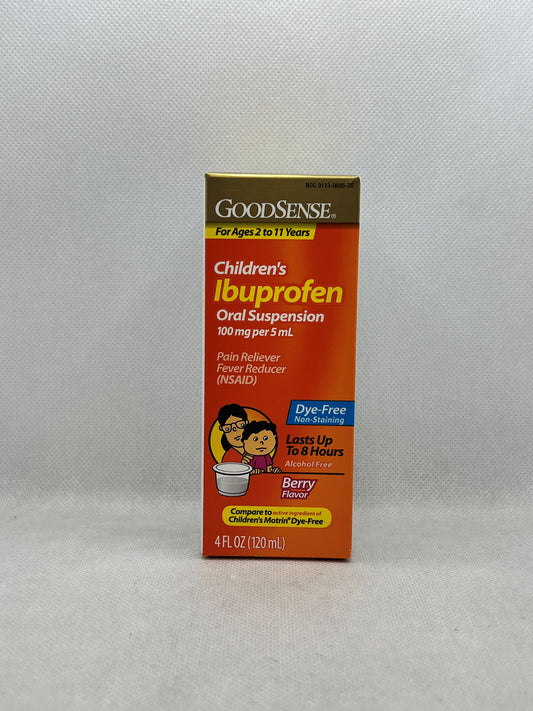 NDC 0113-0685-26
GOODSENSE®
For Ages 2 to 11 Years
Children's
Ibuprofen
Oral Suspension
100 mg per 5 mL
Pain Reliever
Fever Reducer
(NSAID)
Dye-Free
Non-Staining
Lasts Up
To 8 Hours
Alcohol Free
Berry
Flavor
Compare to active ingredient of
Children's Motrin® Dye-Free
4 FL OZ (120 mL)